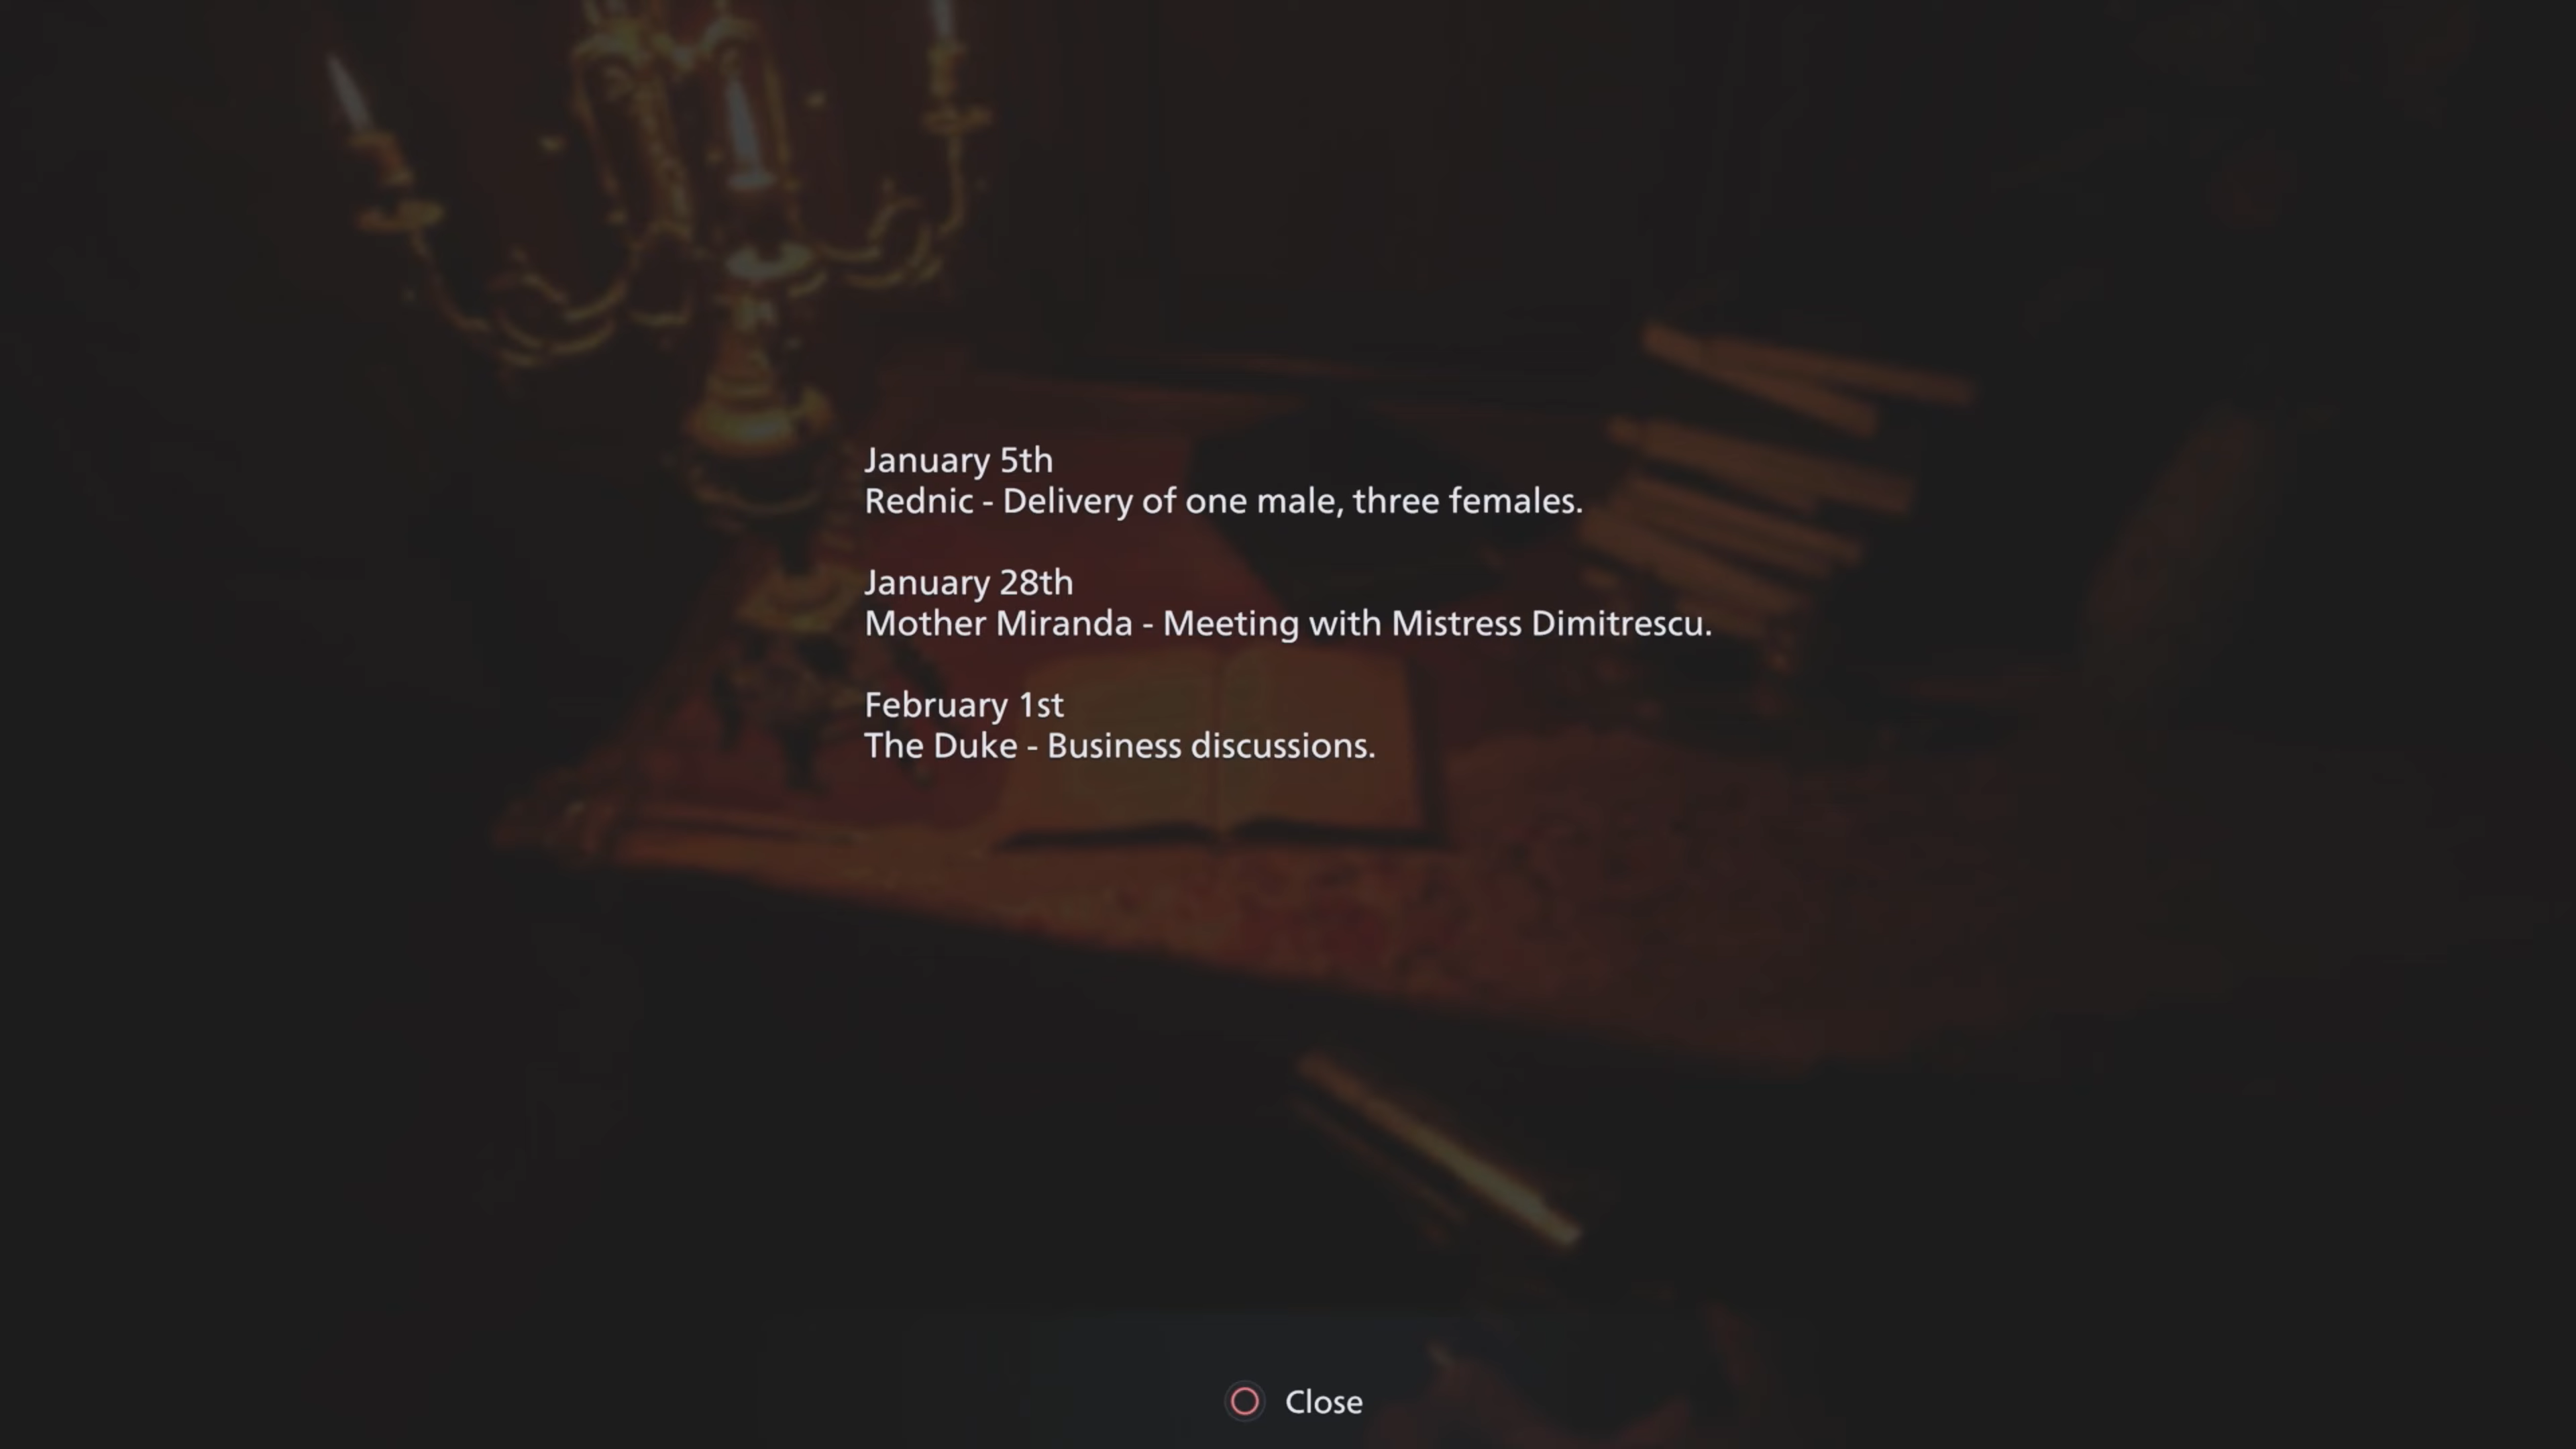 January 5th
Rednic - Delivery of one male, three females.
January 28th
Mother Miranda - Meeting with Mistress Dimitrescu.
February 1st
The Duke - Business discussions.
Close